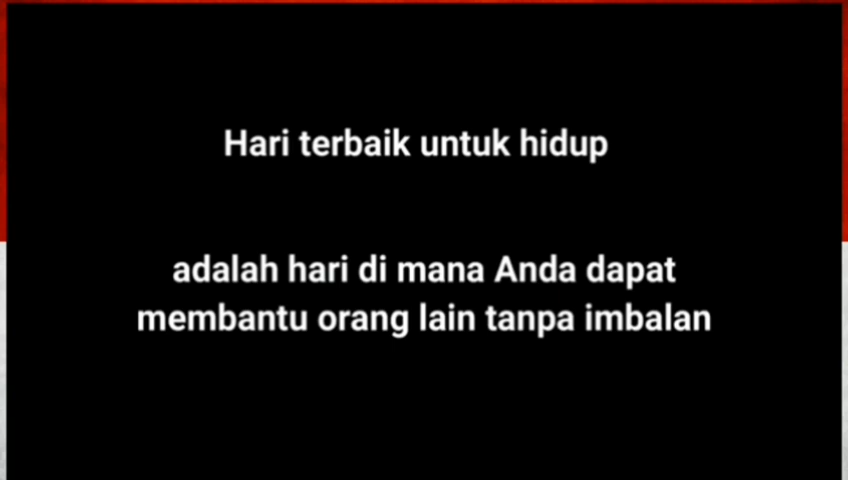 Hari terbaik untuk hidup
adalah hari di mana Anda dapat
membantu orang lain tanpa imbalan